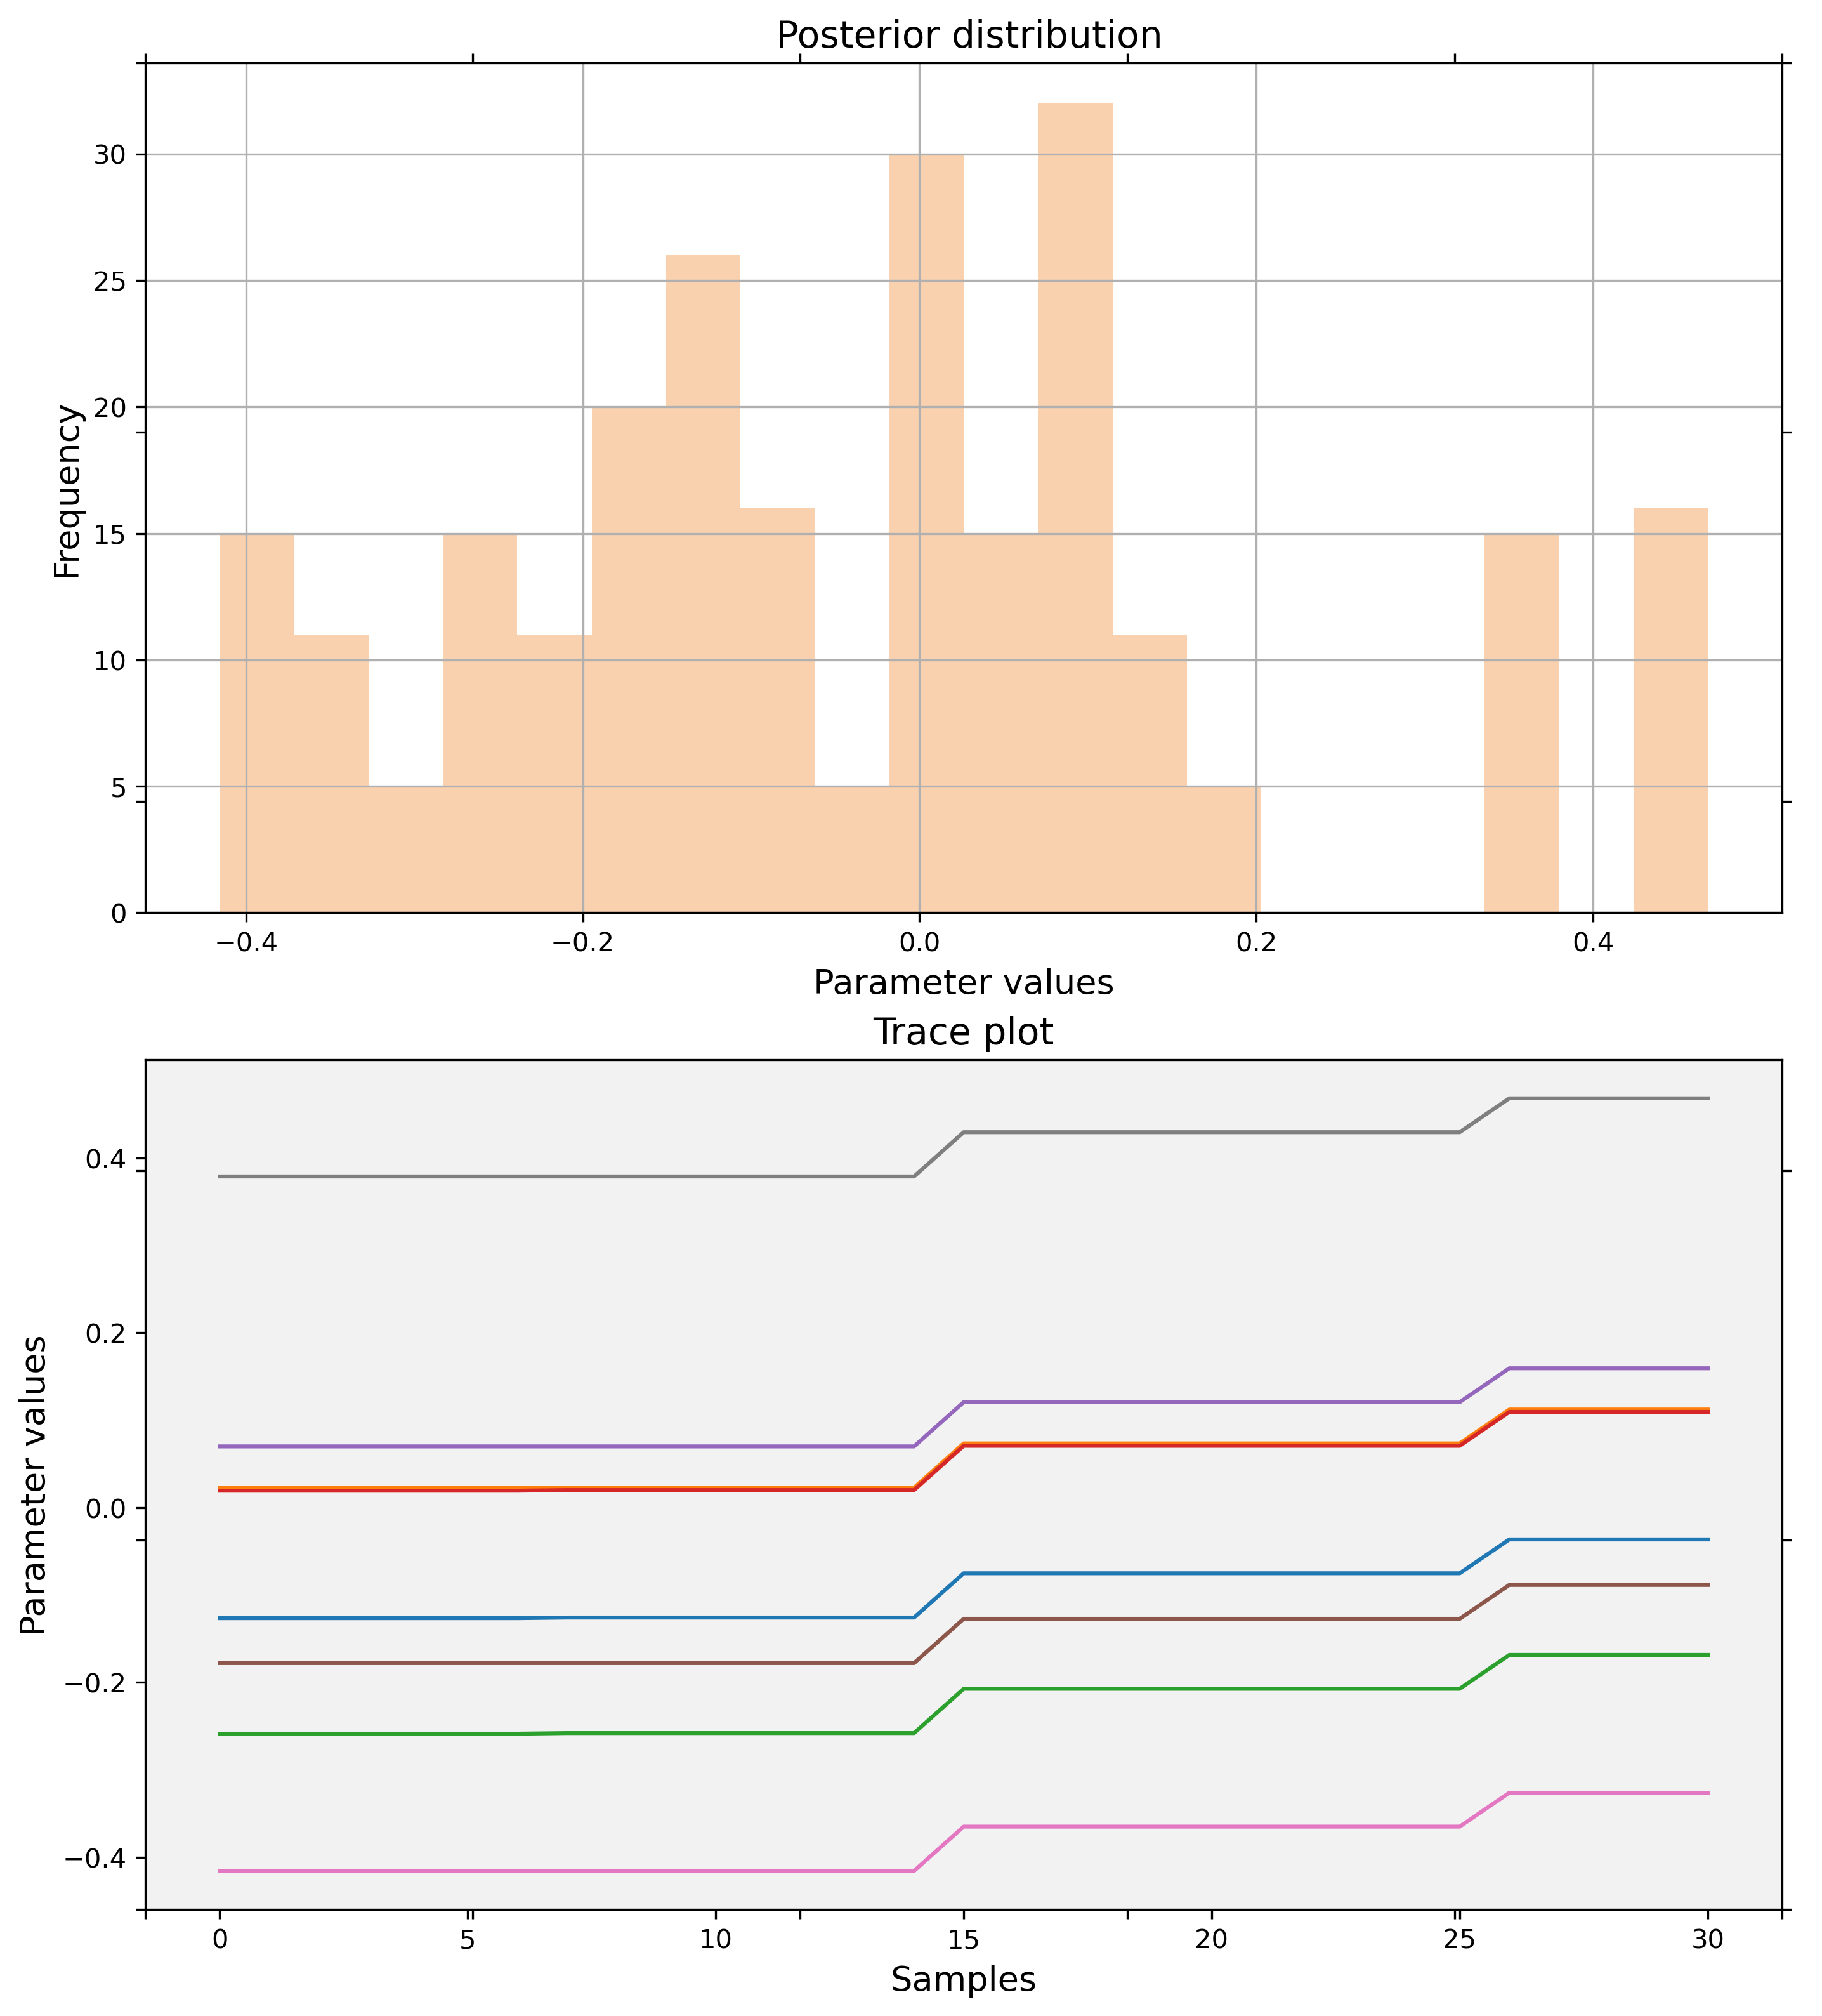 Posterior distribution
30
25
20
15
10
5
0
Frequency
−0.4 −0.2 0.0 0.2 0.4
Parameter values
Trace plot
0.4
0.2
0.0
−0.2
−0.4
Parameter values
0 5 10 15 20 25 30
Samples